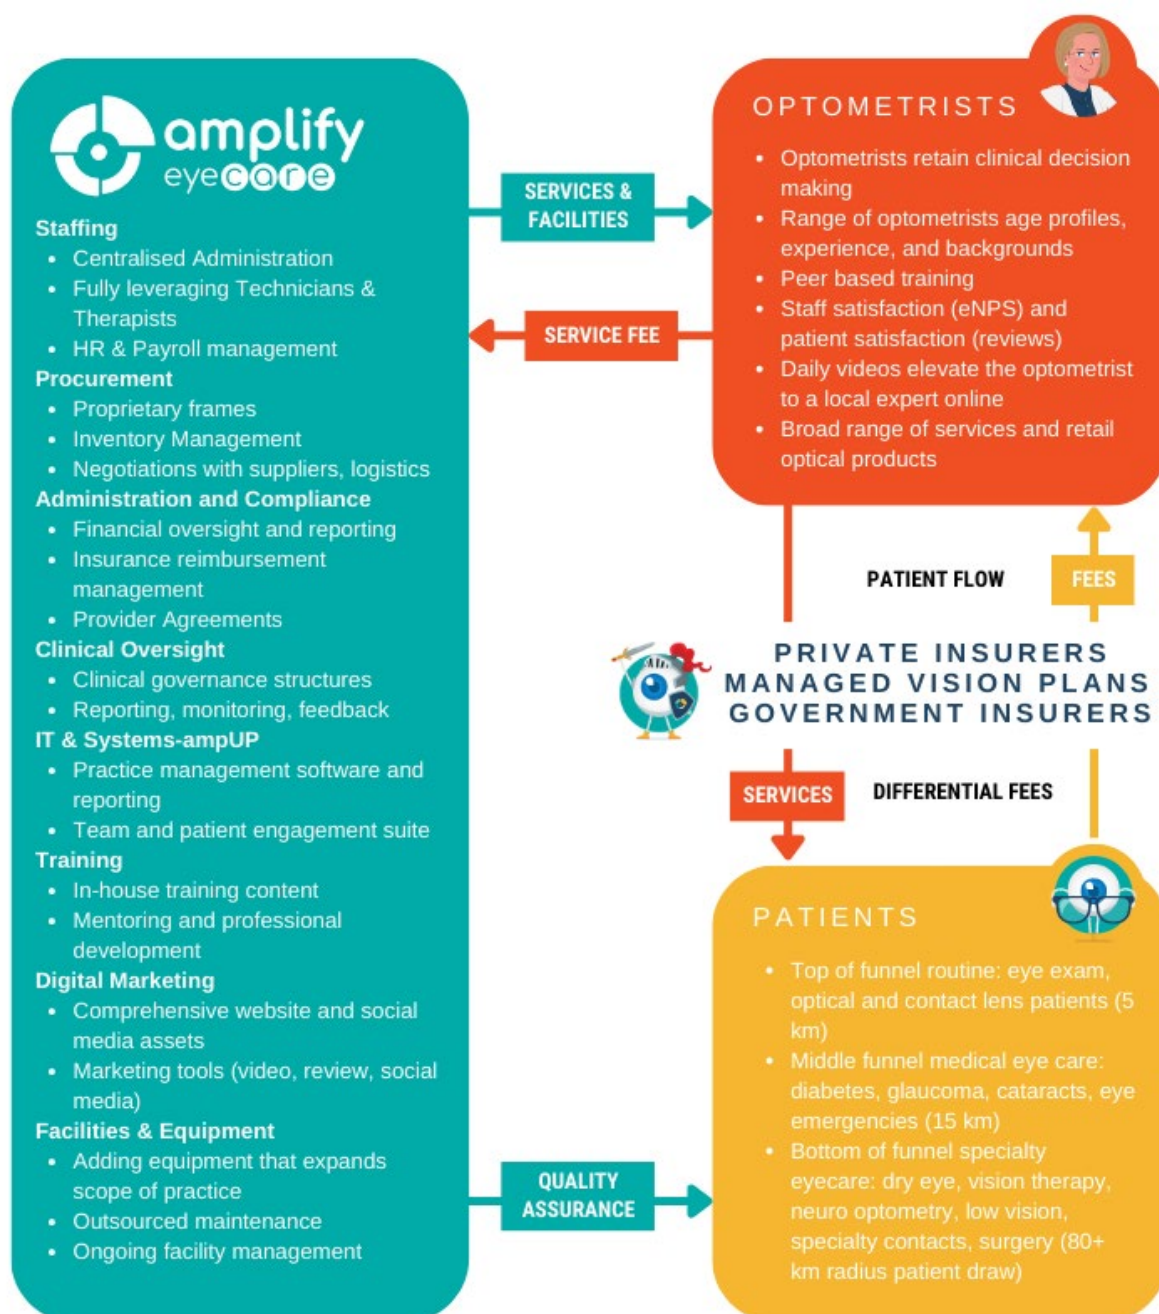 amplify
eyecare
Staffing
• Centralised Administration
• Fully leveraging Technicians &
Therapists
• HR & Payroll management
Procurement
• Proprietary frames
• Inventory Management
• Negotiations with suppliers, logistics
Administration and Compliance
• Financial oversight and reporting
• Insurance reimbursement
management
• Provider Agreements
Clinical Oversight
• Clinical governance structures
• Reporting, monitoring, feedback
IT & Systems-ampUP
• Practice management software and
reporting
• Team and patient engagement suite
Training
• In-house training content
• Mentoring and professional
development
Digital Marketing
• Comprehensive website and social
media assets
• Marketing tools (video, review, social
media)
Facilities & Equipment
• Adding equipment that expands
scope of practice
• Outsourced maintenance
• Ongoing facility management
SERVICES &
FACILITIES
SERVICE FEE
QUALITY
ASSURANCE
OPTOMETRISTS
• Optometrists retain clinical decision
making
• Range of optometrists age profiles,
experience, and backgrounds
• Peer based training
• Staff satisfaction (eNPS) and
patient satisfaction (reviews)
• Daily videos elevate the optometrist
to a local expert online
• Broad range of services and retail
optical products
PATIENT FLOW
FEES
PRIVATE INSURERS
MANAGED VISION PLANS
GOVERNMENT INSURERS
SERVICES
DIFFERENTIAL FEES
PATIENTS
• Top of funnel routine: eye exam,
optical and contact lens patients (5
km)
• Middle funnel medical eye care:
diabetes, glaucoma, cataracts, eye
emergencies (15 km)
• Bottom of funnel specialty
eyecare: dry eye, vision therapy,
neuro optometry, low vision,
specialty contacts, surgery (80+
km radius patient draw)